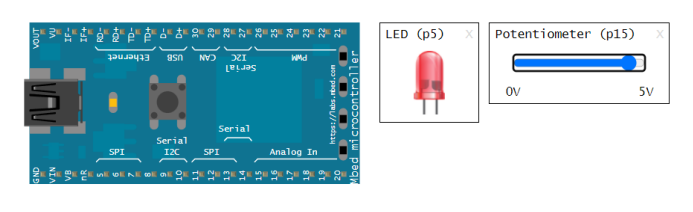 VOUT
VU
IF-
IF+
RD-
RD+
TD-
TD+
D-
D+
30
29
28
27
26
25
24
23
22
21
Ethernet
USB
CAN
I2C
Serial
PWM
https://labs.mbed.com
Mbed microcontroller
Serial
Serial
SPI
I2C
SPI
Analog In
GND
VIN
VB
nR
5
6
7
8
9
10
11
12
13
14
15
16
17
18
19
20
LED (p5)
X
Potentiometer (p15)
X
0V
5V